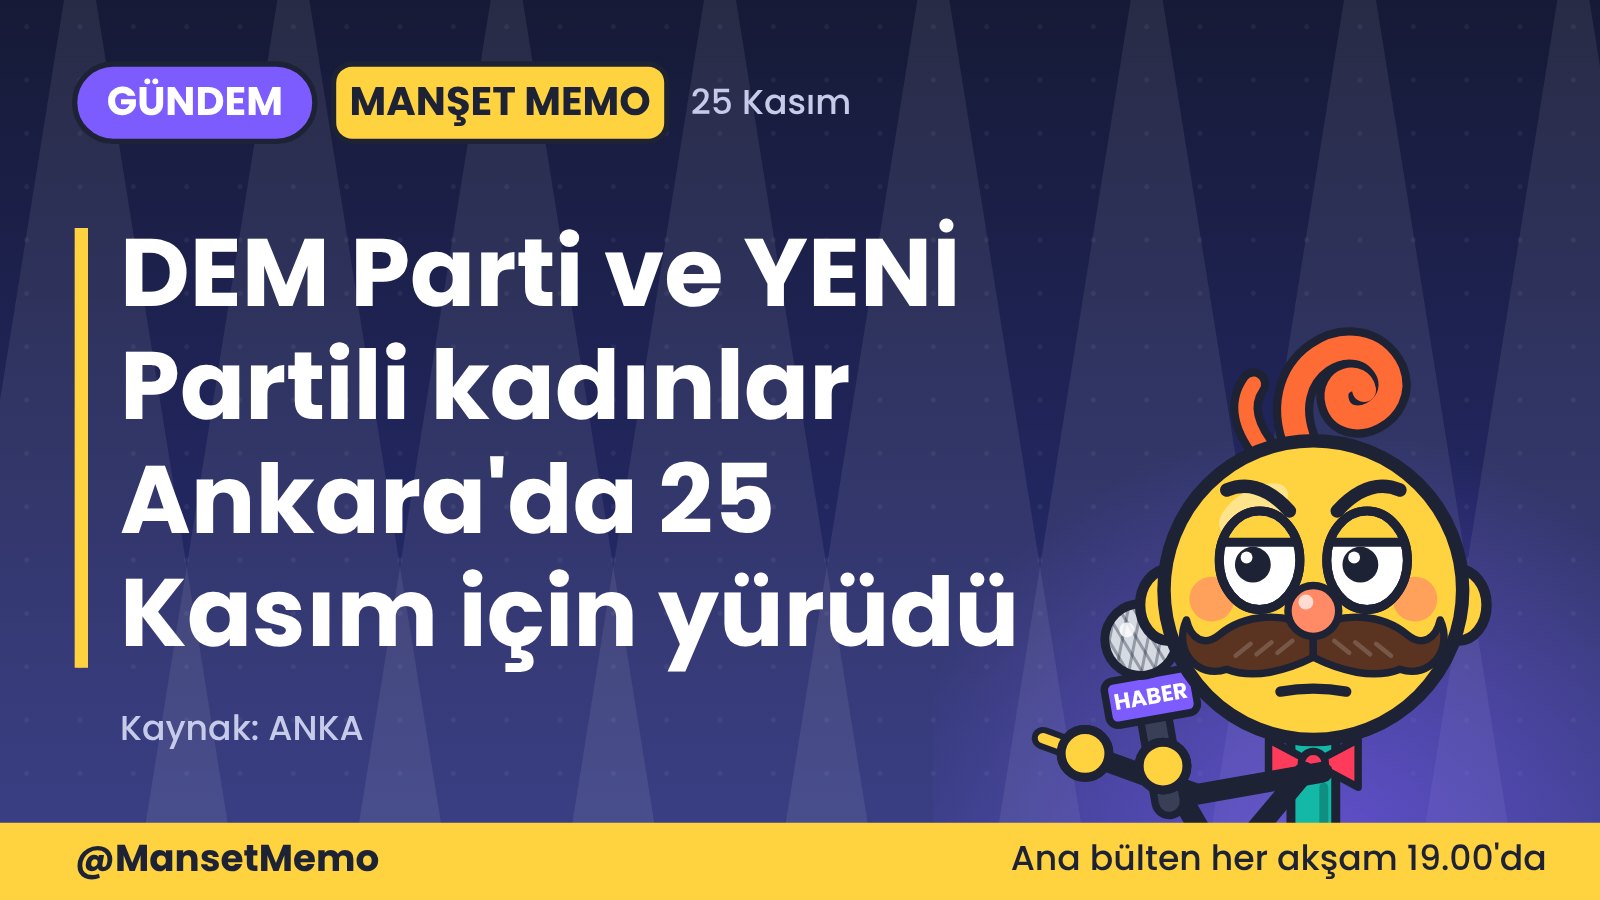 GÜNDEM MANŞET MEMO 25 Kasım
DEM Parti ve YENİ
Partili kadınlar
Ankara'da 25
Kasım için yürüdü
HABER
Kaynak: ANKA
@MansetMemo Ana bülten her akşam 19.00'da